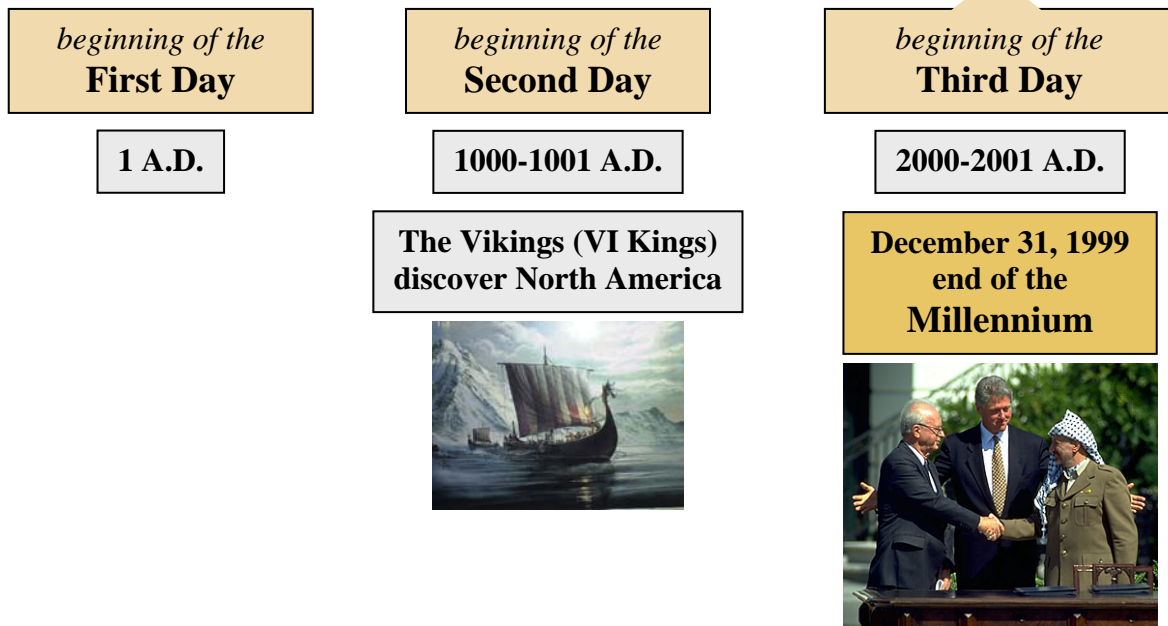 beginning of the
First Day
1 A.D.
beginning of the
Second Day
1000-1001 A.D.
The Vikings (VI Kings)
discover North America
beginning of the
Third Day
2000-2001 A.D.
December 31, 1999
end of the
Millennium